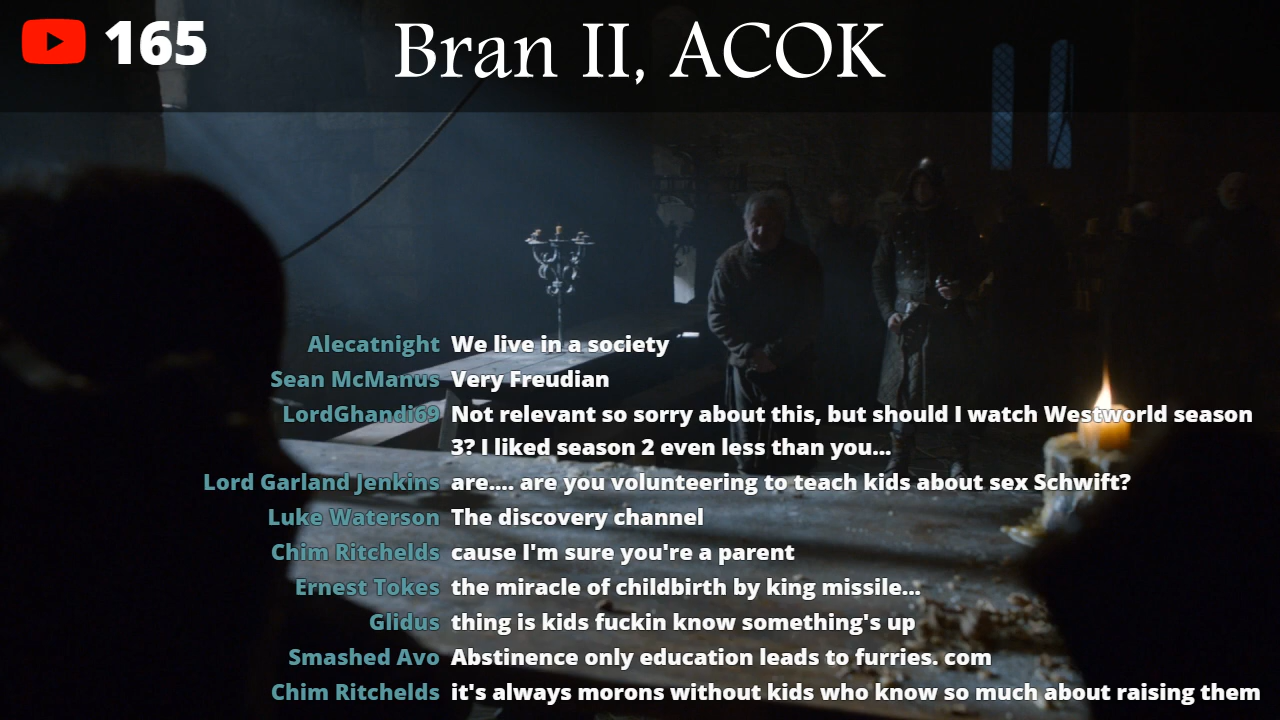 165
Bran II, ACOK
Alecatnight We live in a society
Sean McManus Very Freudian
LordGhandi69 Not relevant so sorry about this, but should I watch Westworld season
3? I liked season 2 even less than you...
Lord Garland Jenkins are.... are you volunteering to teach kids about sex Schwift?
Luke Waterson The discovery channel
Chim Ritchelds cause I'm sure you're a parent
Ernest Tokes the miracle of childbirth by king missile...
Glidus thing is kids fuckin know something's up
Smashed Avo Abstinence only education leads to furries. com
Chim Ritchelds it's always morons without kids who know so much about raising them